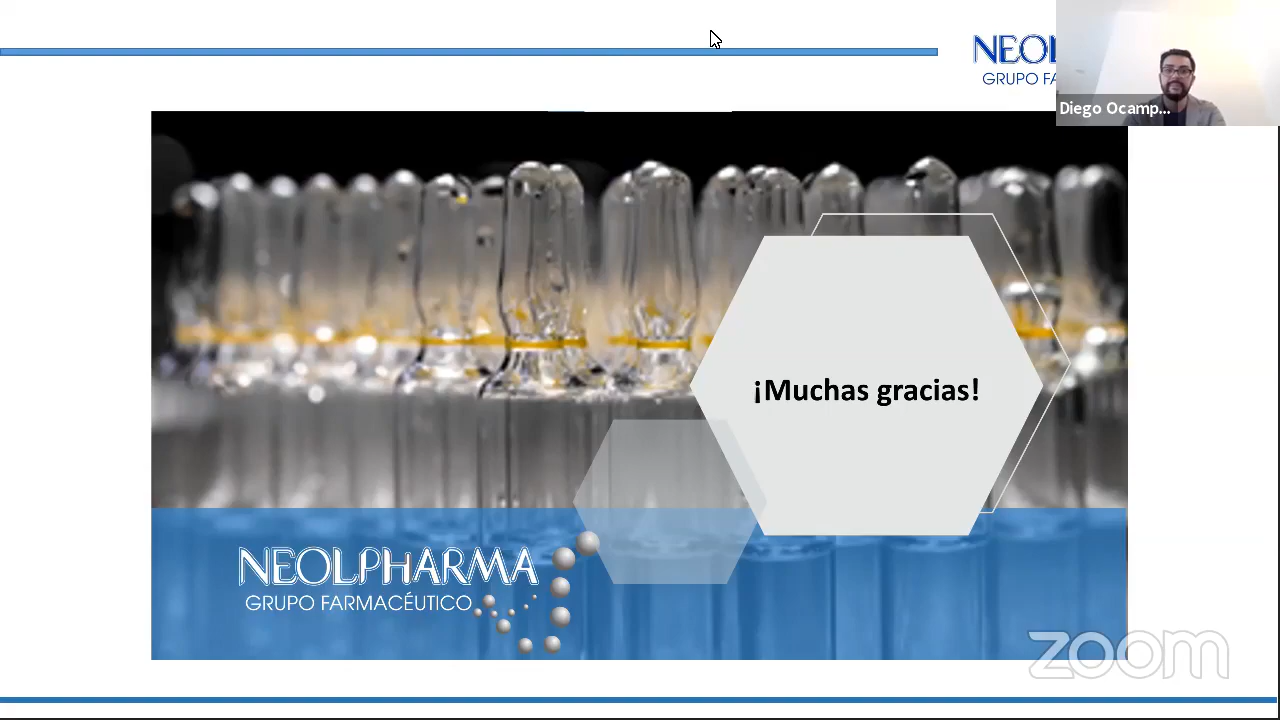 NEOL
GRUPO FA
Diego Ocamp...
¡Muchas gracias!
NEOLPHARMA
GRUPO FARMACÉUTICO
zoom